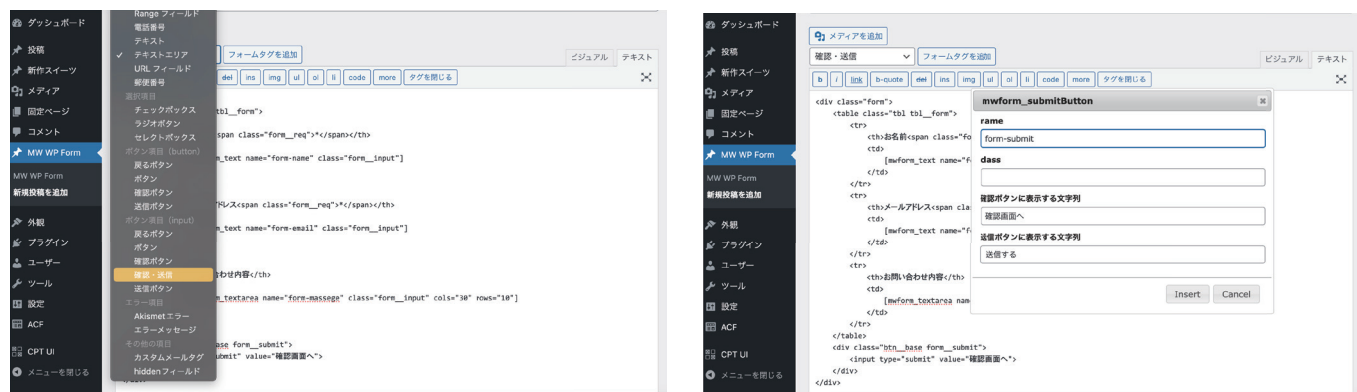 ダッシュボード
投稿
新作スイーツ
メディア
固定ページ
コメント
MW WP Form
MW WP Form
新規投稿を追加
外観
プラグイン
ユーザー
ツール
設定
ACF
CPT UI
メニューを閉じる
Range フィールド
電話番号
テキスト
✓ テキストエリア
URL フィールド
郵便番号
選択項目
チェックボックス
ラジオボタン
セレクトボックス
ボタン項目（button）
戻るボタン
ボタン
確認ボタン
送信ボタン
ボタン項目（input）
戻るボタン
ボタン
確認ボタン
確認・送信
送信ボタン
エラー項目
Akismet エラー
エラーメッセージ
その他の項目
カスタムメールタグ
hidden フィールド
フォームタグを追加
ビジュアル テキスト
del ins img ul ol li code more タグを閉じる
tbl__form">
span class="form__req">*</span></th>
m_text name="form-name" class="form__input"]
ドレス<span class="form__req">*</span></th>
m_text name="form-email" class="form__input"]
合わせ内容</th>
m_textarea name="form-massege" class="form__input" cols="30" rows="10"]
ase form__submit">
ubmit" value="確認画面へ">
ダッシュボード
投稿
新作スイーツ
メディア
固定ページ
コメント
MW WP Form
MW WP Form
新規投稿を追加
外観
プラグイン
ユーザー
ツール
設定
ACF
CPT UI
メニューを閉じる
メディアを追加
確認・送信 フォームタグを追加
ビジュアル テキスト
b i link b-quote del ins img ul ol li code more タグを閉じる
<div class="form">
<table class="tbl tbl__form">
<tr>
<th>お名前<span class="fo
<td>
[mwform_text name="f
</td>
</tr>
<tr>
<th>メールアドレス<span cla
<td>
[mwform_text name="f
</td>
</tr>
<tr>
<th>お問い合わせ内容</th>
<td>
[mwform_textarea nam
</td>
</tr>
</table>
<div class="btn__base form__submit">
<input type="submit" value="確認画面へ">
</div>
</div>
mwform_submitButton
name
form-submit
class
確認ボタンに表示する文字列
確認画面へ
送信ボタンに表示する文字列
送信する
Insert Cancel